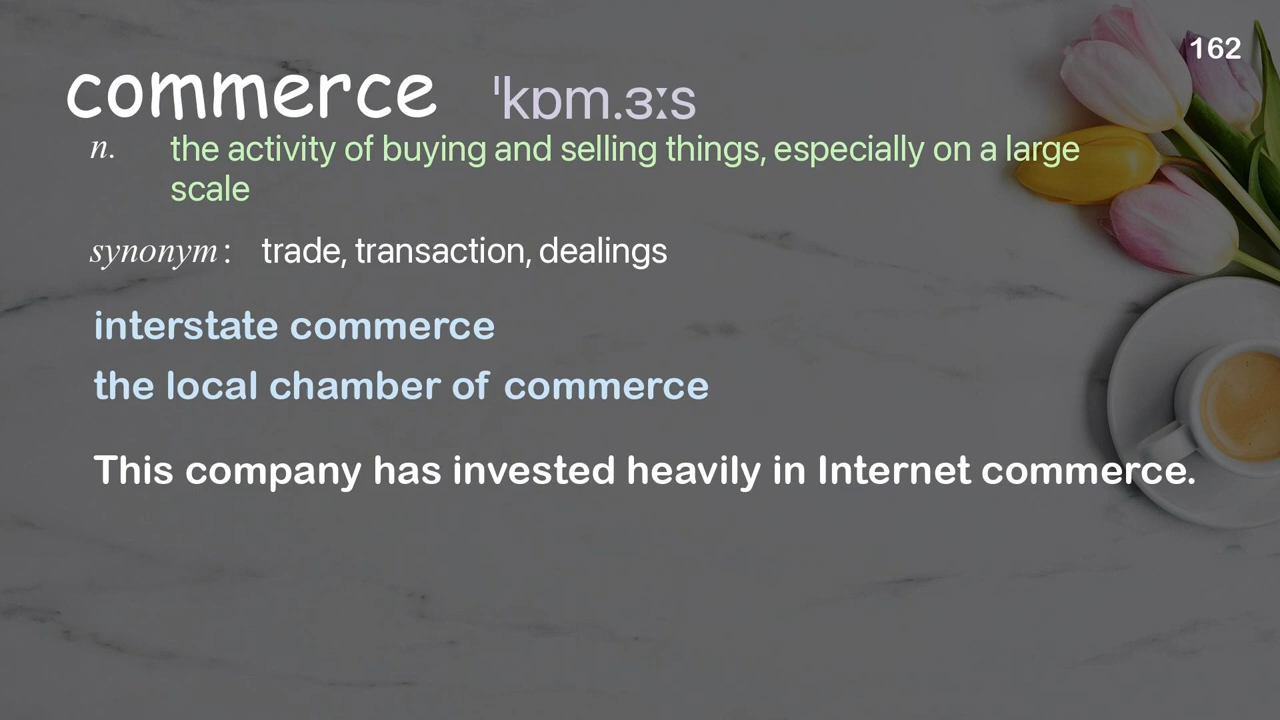 162
commerce ˈkɒm.ɜːs
n. the activity of buying and selling things, especially on a large
scale
synonym: trade, transaction, dealings
interstate commerce
the local chamber of commerce
This company has invested heavily in Internet commerce.